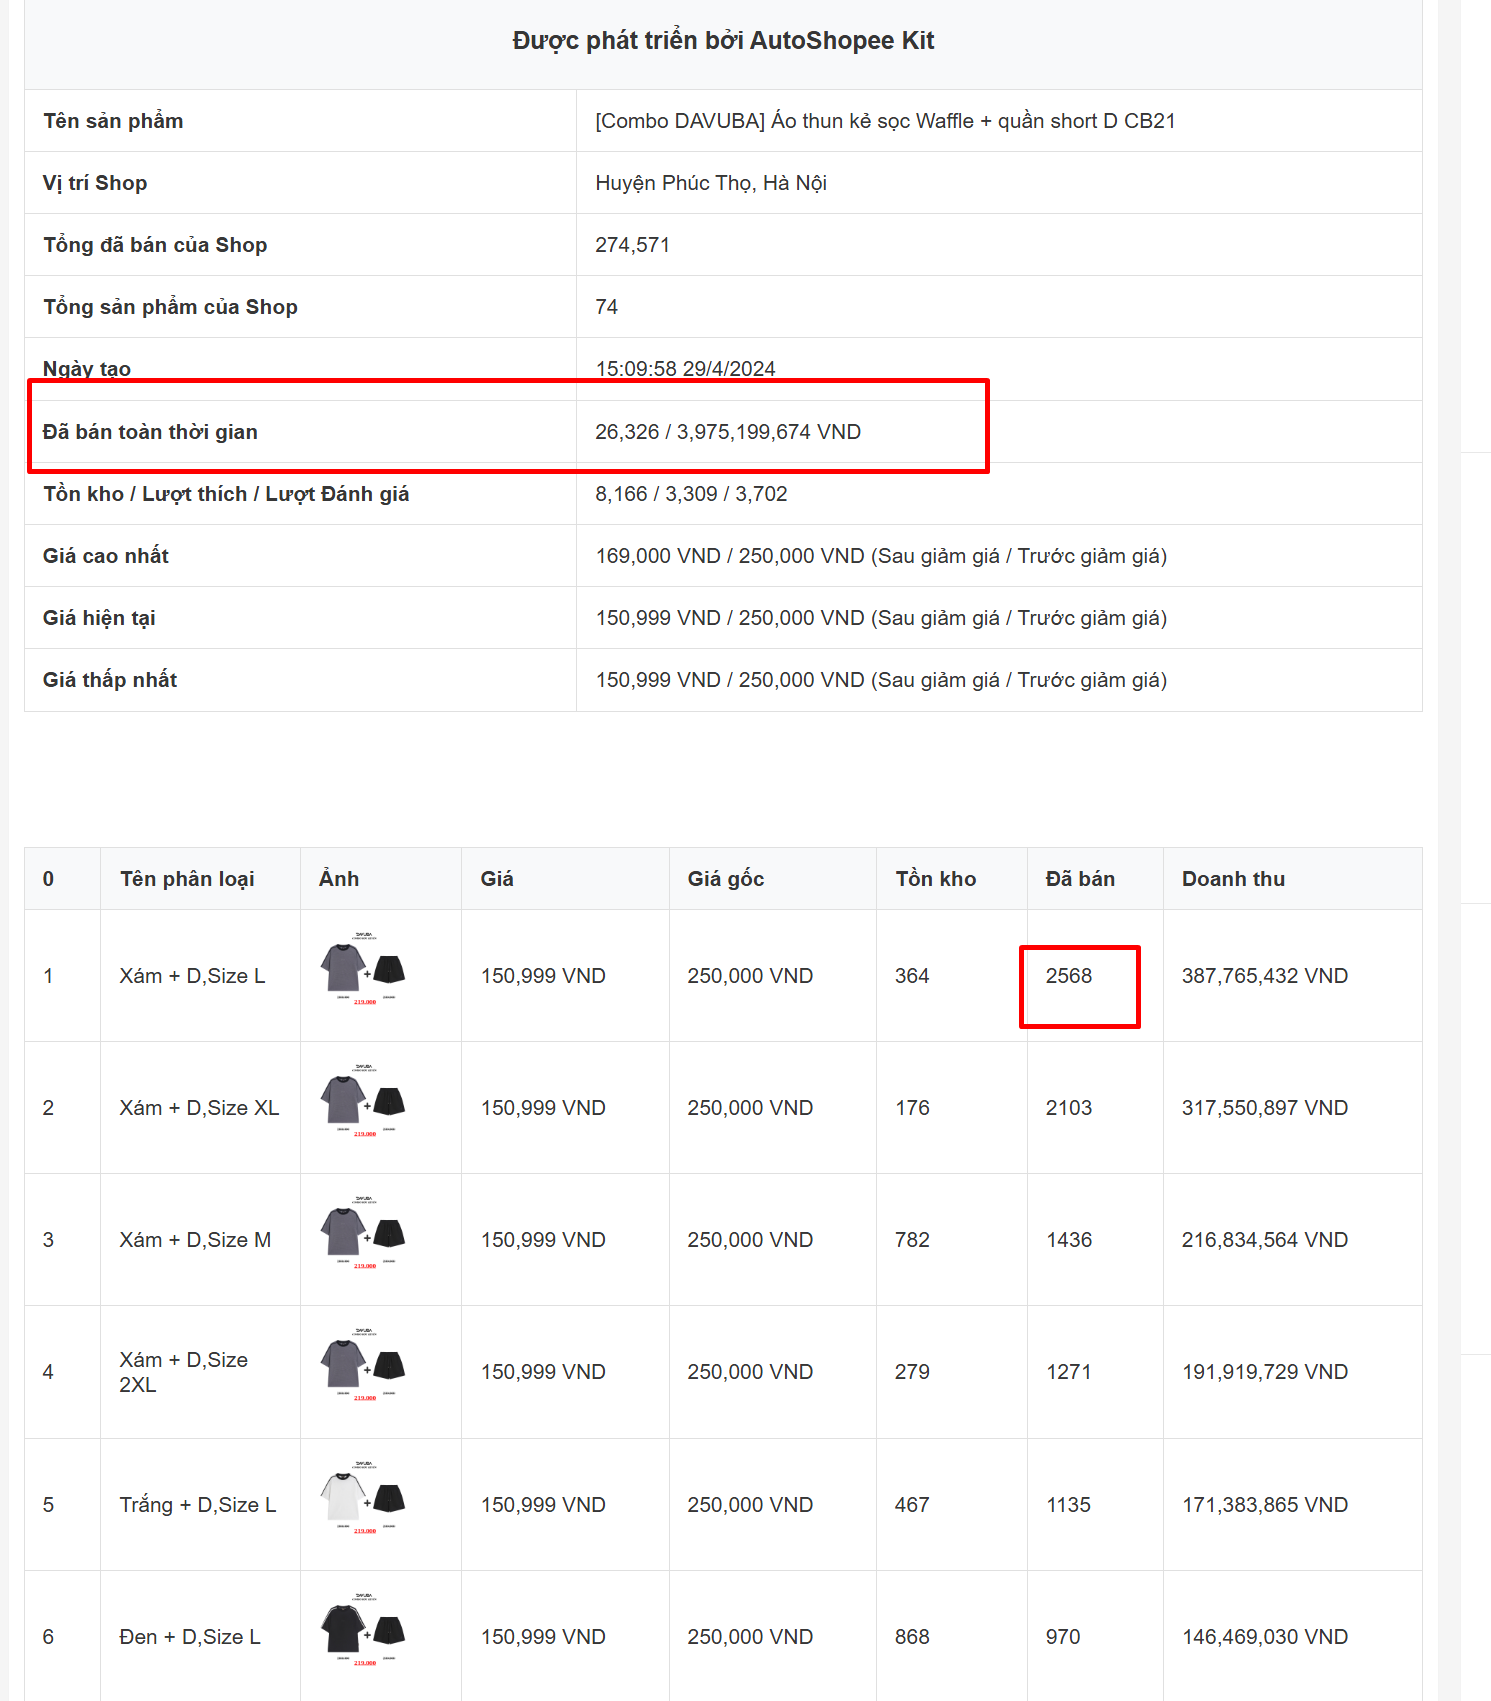 Được phát triển bởi AutoShopee Kit
Tên sản phẩm [Combo DAVUBA] Áo thun kẻ sọc Waffle + quần short D CB21
Vị trí Shop Huyện Phúc Thọ, Hà Nội
Tổng đã bán của Shop 274,571
Tổng sản phẩm của Shop 74
Ngày tạo 15:09:58 29/4/2024
Đã bán toàn thời gian 26,326 / 3,975,199,674 VND
Tồn kho / Lượt thích / Lượt Đánh giá 8,166 / 3,309 / 3,702
Giá cao nhất 169,000 VND / 250,000 VND (Sau giảm giá / Trước giảm giá)
Giá hiện tại 150,999 VND / 250,000 VND (Sau giảm giá / Trước giảm giá)
Giá thấp nhất 150,999 VND / 250,000 VND (Sau giảm giá / Trước giảm giá)
0 Tên phân loại Ảnh Giá Giá gốc Tồn kho Đã bán Doanh thu
DAVUBA
1 Xám + D,Size L + 150,999 VND 250,000 VND 364 2568 387,765,432 VND
219.000
DAVUBA
2 Xám + D,Size XL + 150,999 VND 250,000 VND 176 2103 317,550,897 VND
219.000
DAVUBA
3 Xám + D,Size M + 150,999 VND 250,000 VND 782 1436 216,834,564 VND
219.000
DAVUBA
Xám + D,Size
4 + 150,999 VND 250,000 VND 279 1271 191,919,729 VND
2XL
219.000
DAVUBA
5 Trắng + D,Size L + 150,999 VND 250,000 VND 467 1135 171,383,865 VND
219.000
DAVUBA
6 Đen + D,Size L + 150,999 VND 250,000 VND 868 970 146,469,030 VND
219.000